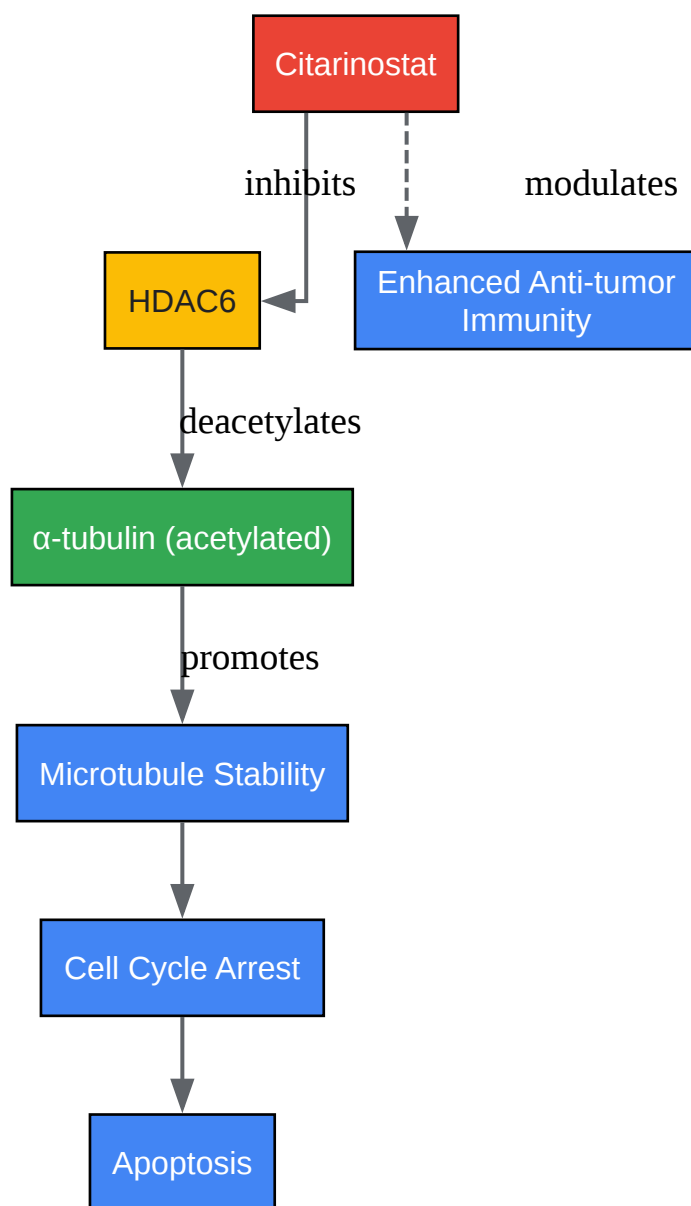 Citarinostat
inhibits
modulates
HDAC6
Enhanced Anti-tumor
Immunity
deacetylates
α-tubulin (acetylated)
promotes
Microtubule Stability
Cell Cycle Arrest
Apoptosis